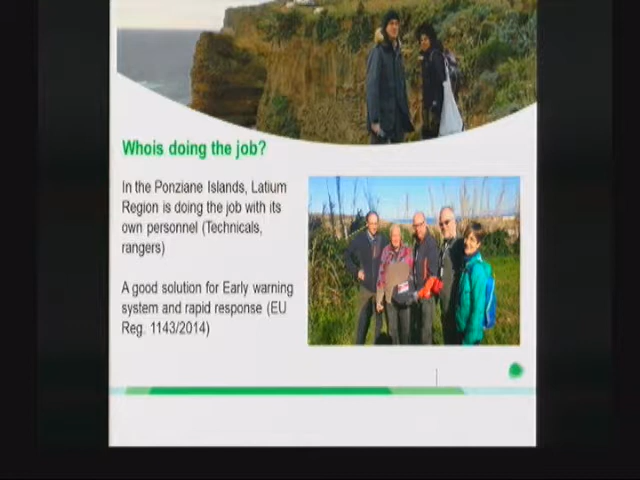 Whois doing the job?
In the Ponziane Islands, Latium
Region is doing the job with its
own personnel (Technicals,
rangers)
A good solution for Early warning
system and rapid response (EU
Reg. 1143/2014)